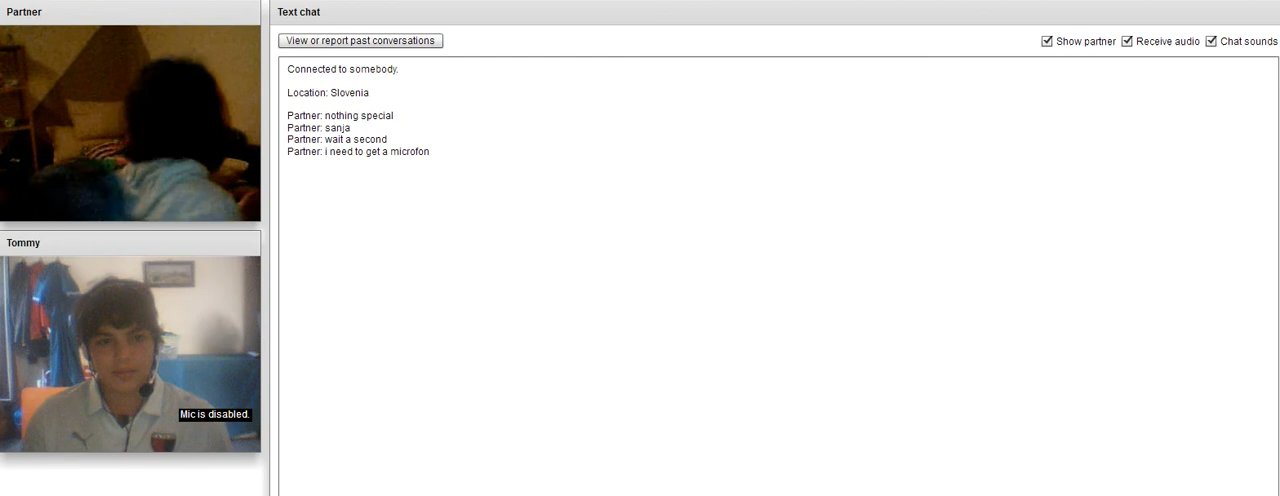 Partner
Text chat
View or report past conversations
Show partner
Receive audio
Chat sounds
Connected to somebody.
Location: Slovenia
Partner: nothing special
Partner: sanja
Partner: wait a second
Partner: i need to get a microfon
Tommy
Mic is disabled.